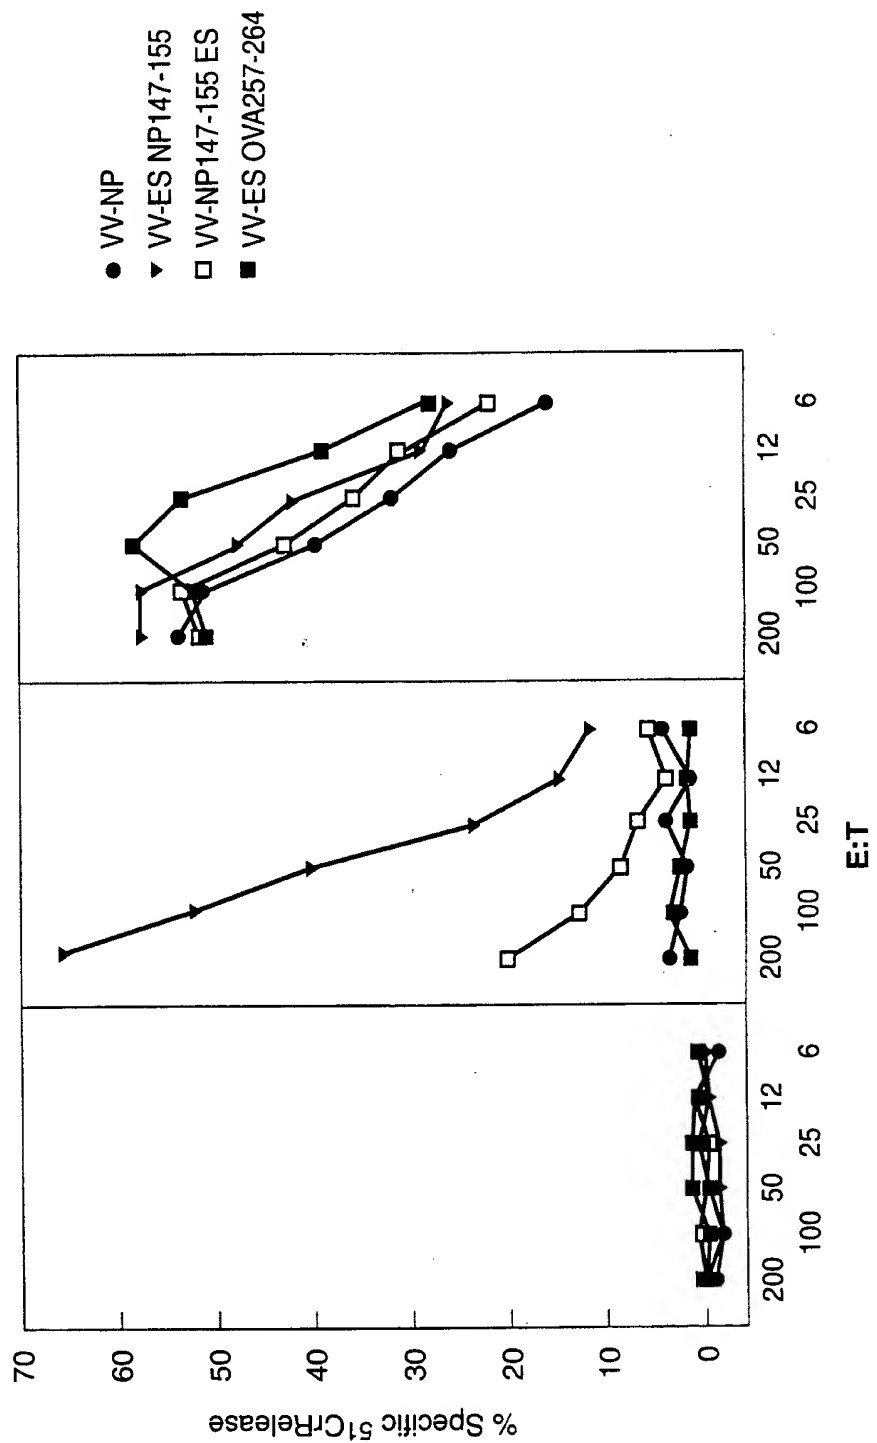 VV-NP
VV-ES NP147-155
VV-NP147-155 ES
VV-ES OVA257-264
70
60
50
40
30
20
10
0
% Specific ⁵¹CrRelease
200 100 50 25 12 6
200 100 50 25 12 6
200 100 50 25 12 6
E:T